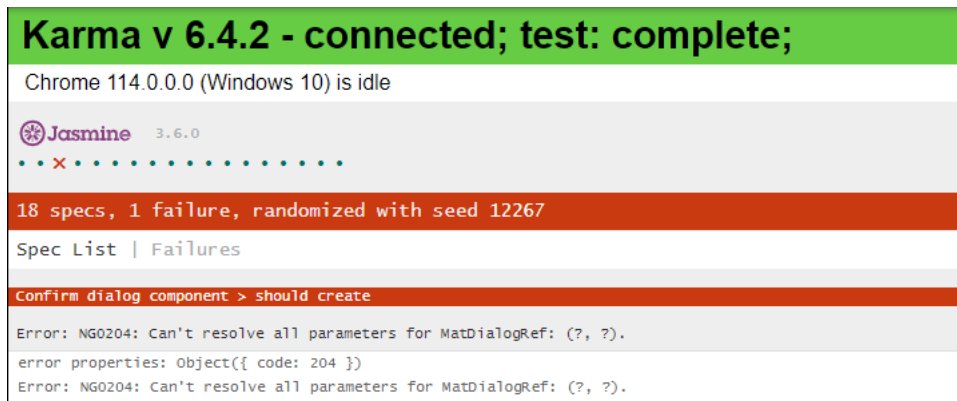 Karma v 6.4.2 - connected; test: complete;
Chrome 114.0.0.0 (Windows 10) is idle
Jasmine 3.6.0
18 specs, 1 failure, randomized with seed 12267
Spec List | Failures
Confirm dialog component > should create
Error: NG0204: Can't resolve all parameters for MatDialogRef: (?, ?).
error properties: Object({ code: 204 })
Error: NG0204: Can't resolve all parameters for MatDialogRef: (?, ?).